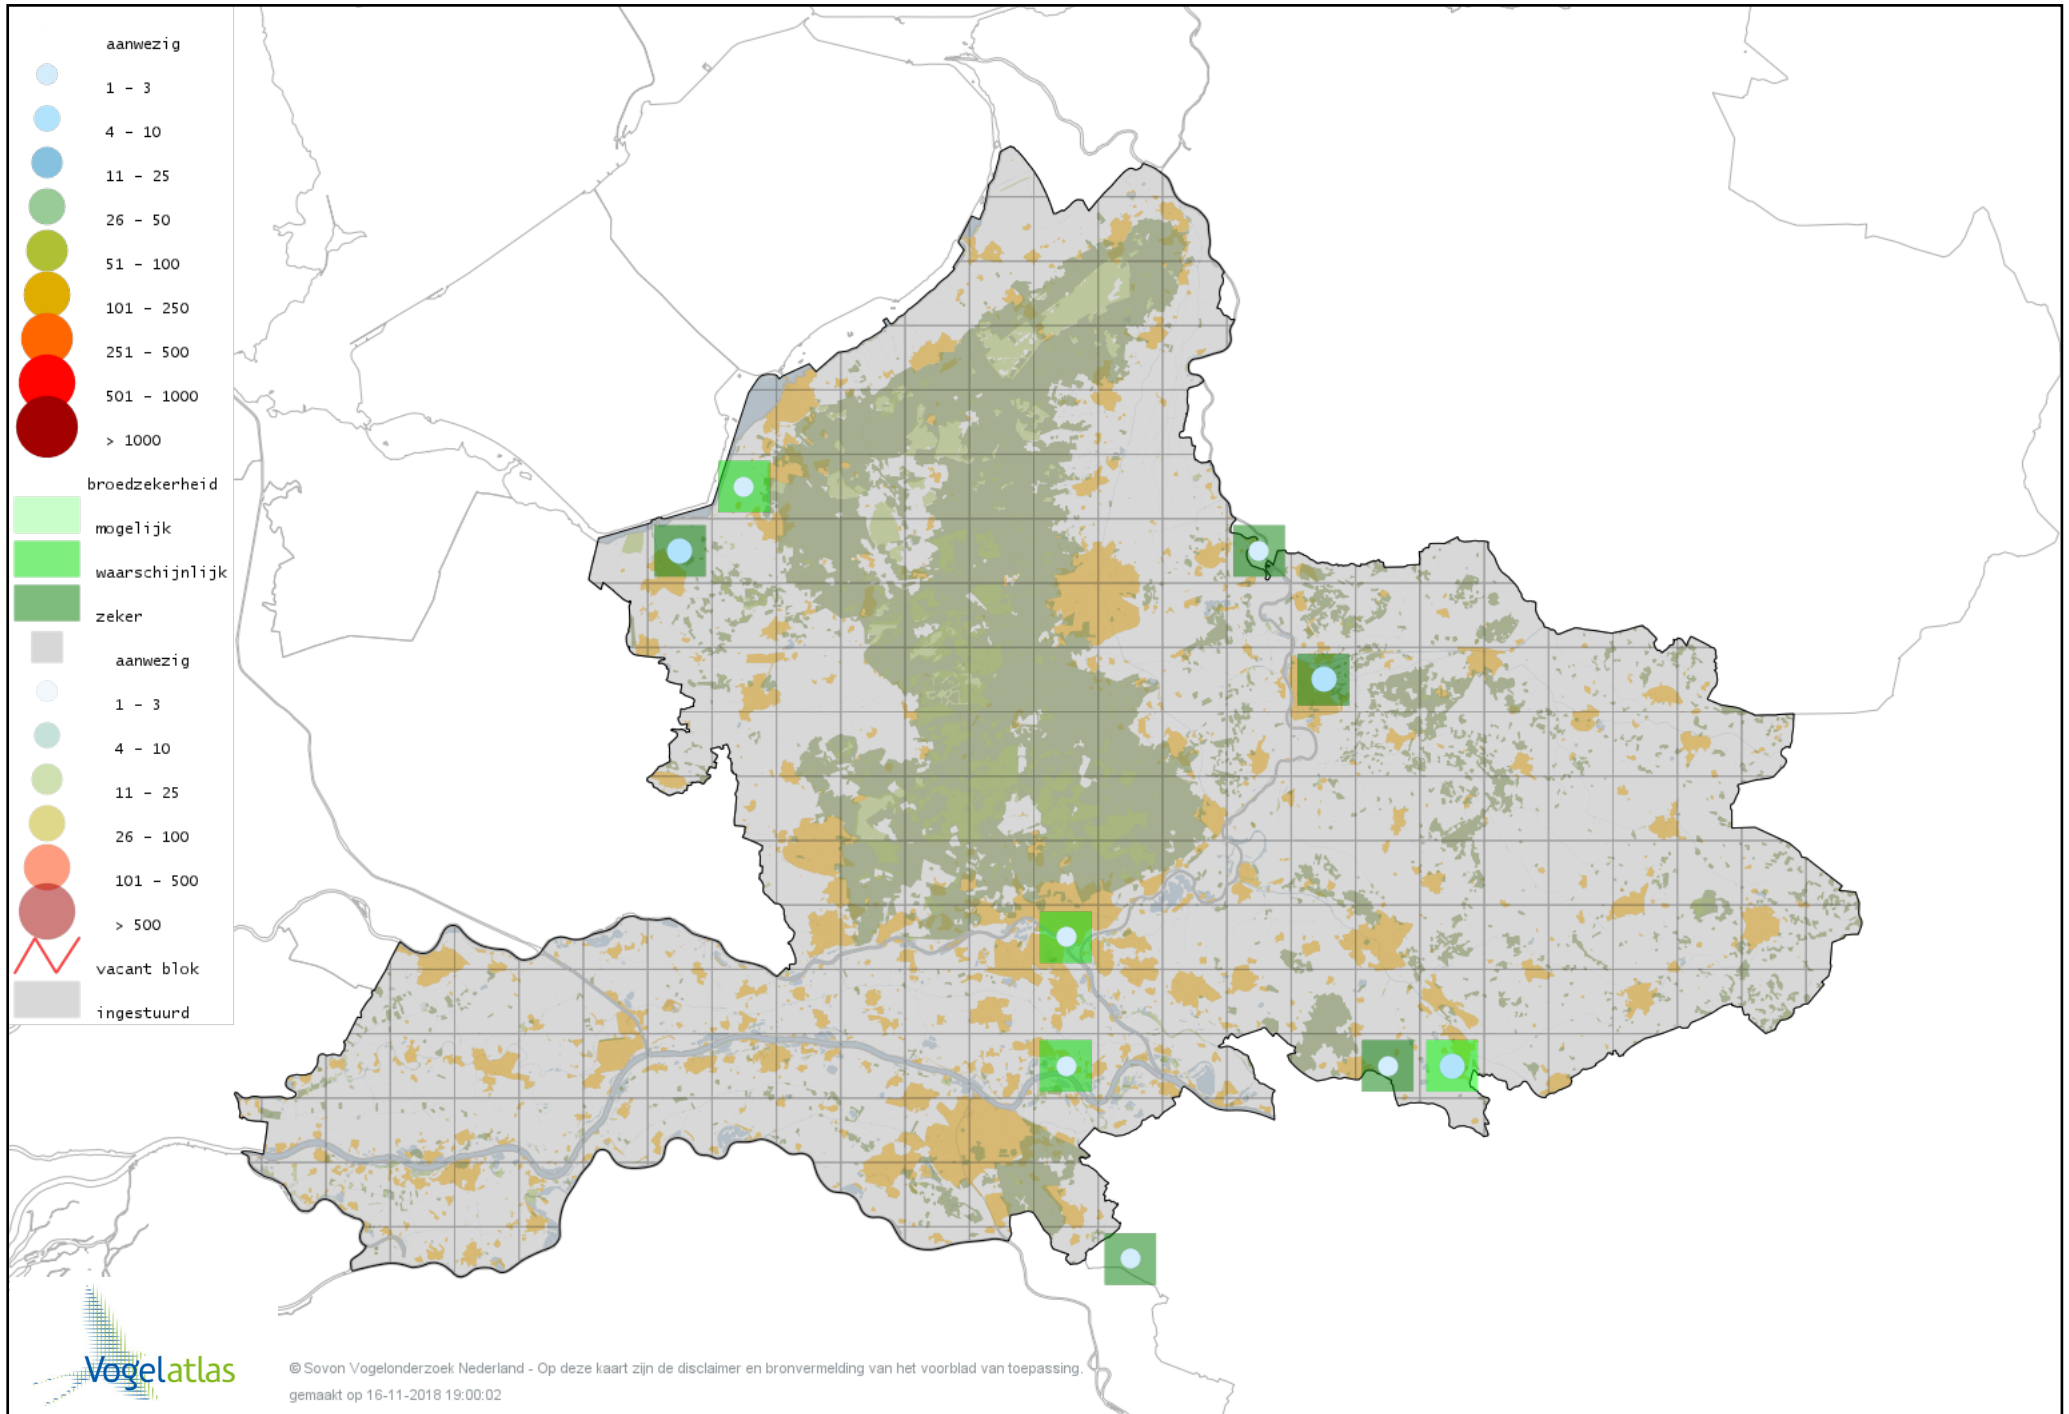 aanwezig
1 - 3
4 - 10
11 - 25
26 - 50
51 - 100
101 - 250
251 - 500
501 - 1000
> 1000
broedzekerheid
mogelijk
waarschijnlijk
zeker
aanwezig
1 - 3
4 - 10
11 - 25
26 - 100
101 - 500
> 500
vacant blok
ingestuurd
Vogelatlas
© Sovon Vogelonderzoek Nederland - Op deze kaart zijn de disclaimer en bronvermelding van het voorblad van toepassing.
gemaakt op 16-11-2018 19:00:02